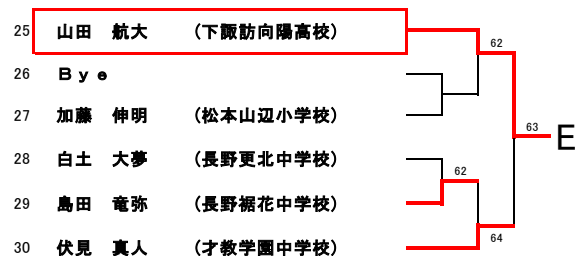 25 山田 航大 (下諏訪向陽高校)
62
26 Bye
27 加藤 伸明 (松本山辺小学校)
63 E
28 白土 大夢 (長野更北中学校)
62
29 島田 竜弥 (長野裾花中学校)
64
30 伏見 真人 (才教学園中学校)